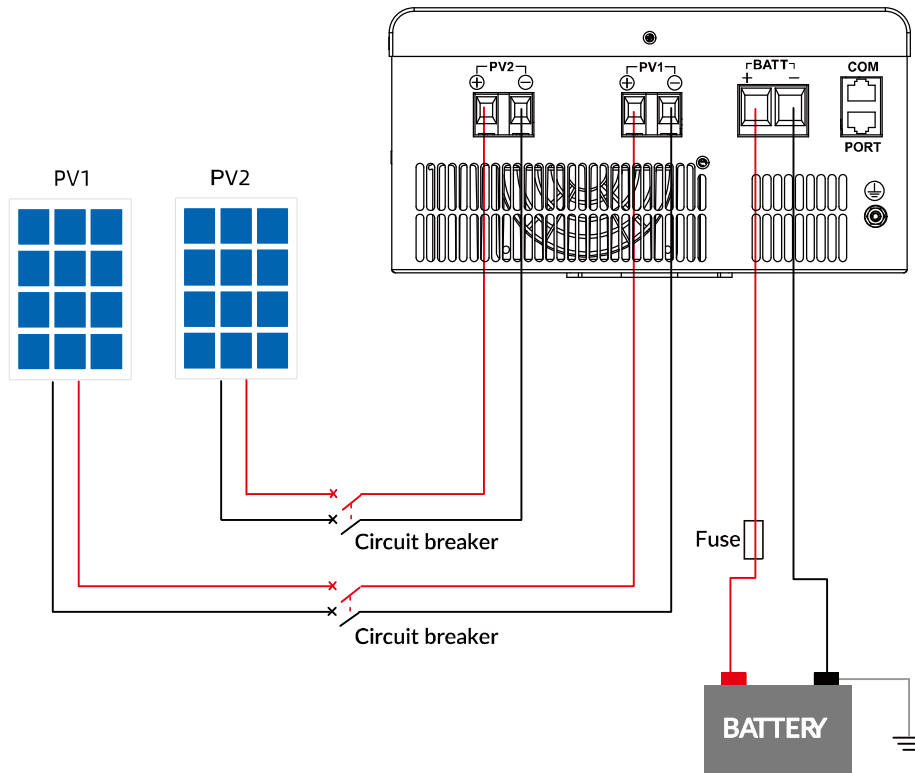 PV2
PV1
BATT
COM
+
−
+
−
+
−
PORT
PV1
PV2
Circuit breaker
Fuse
Circuit breaker
BATTERY